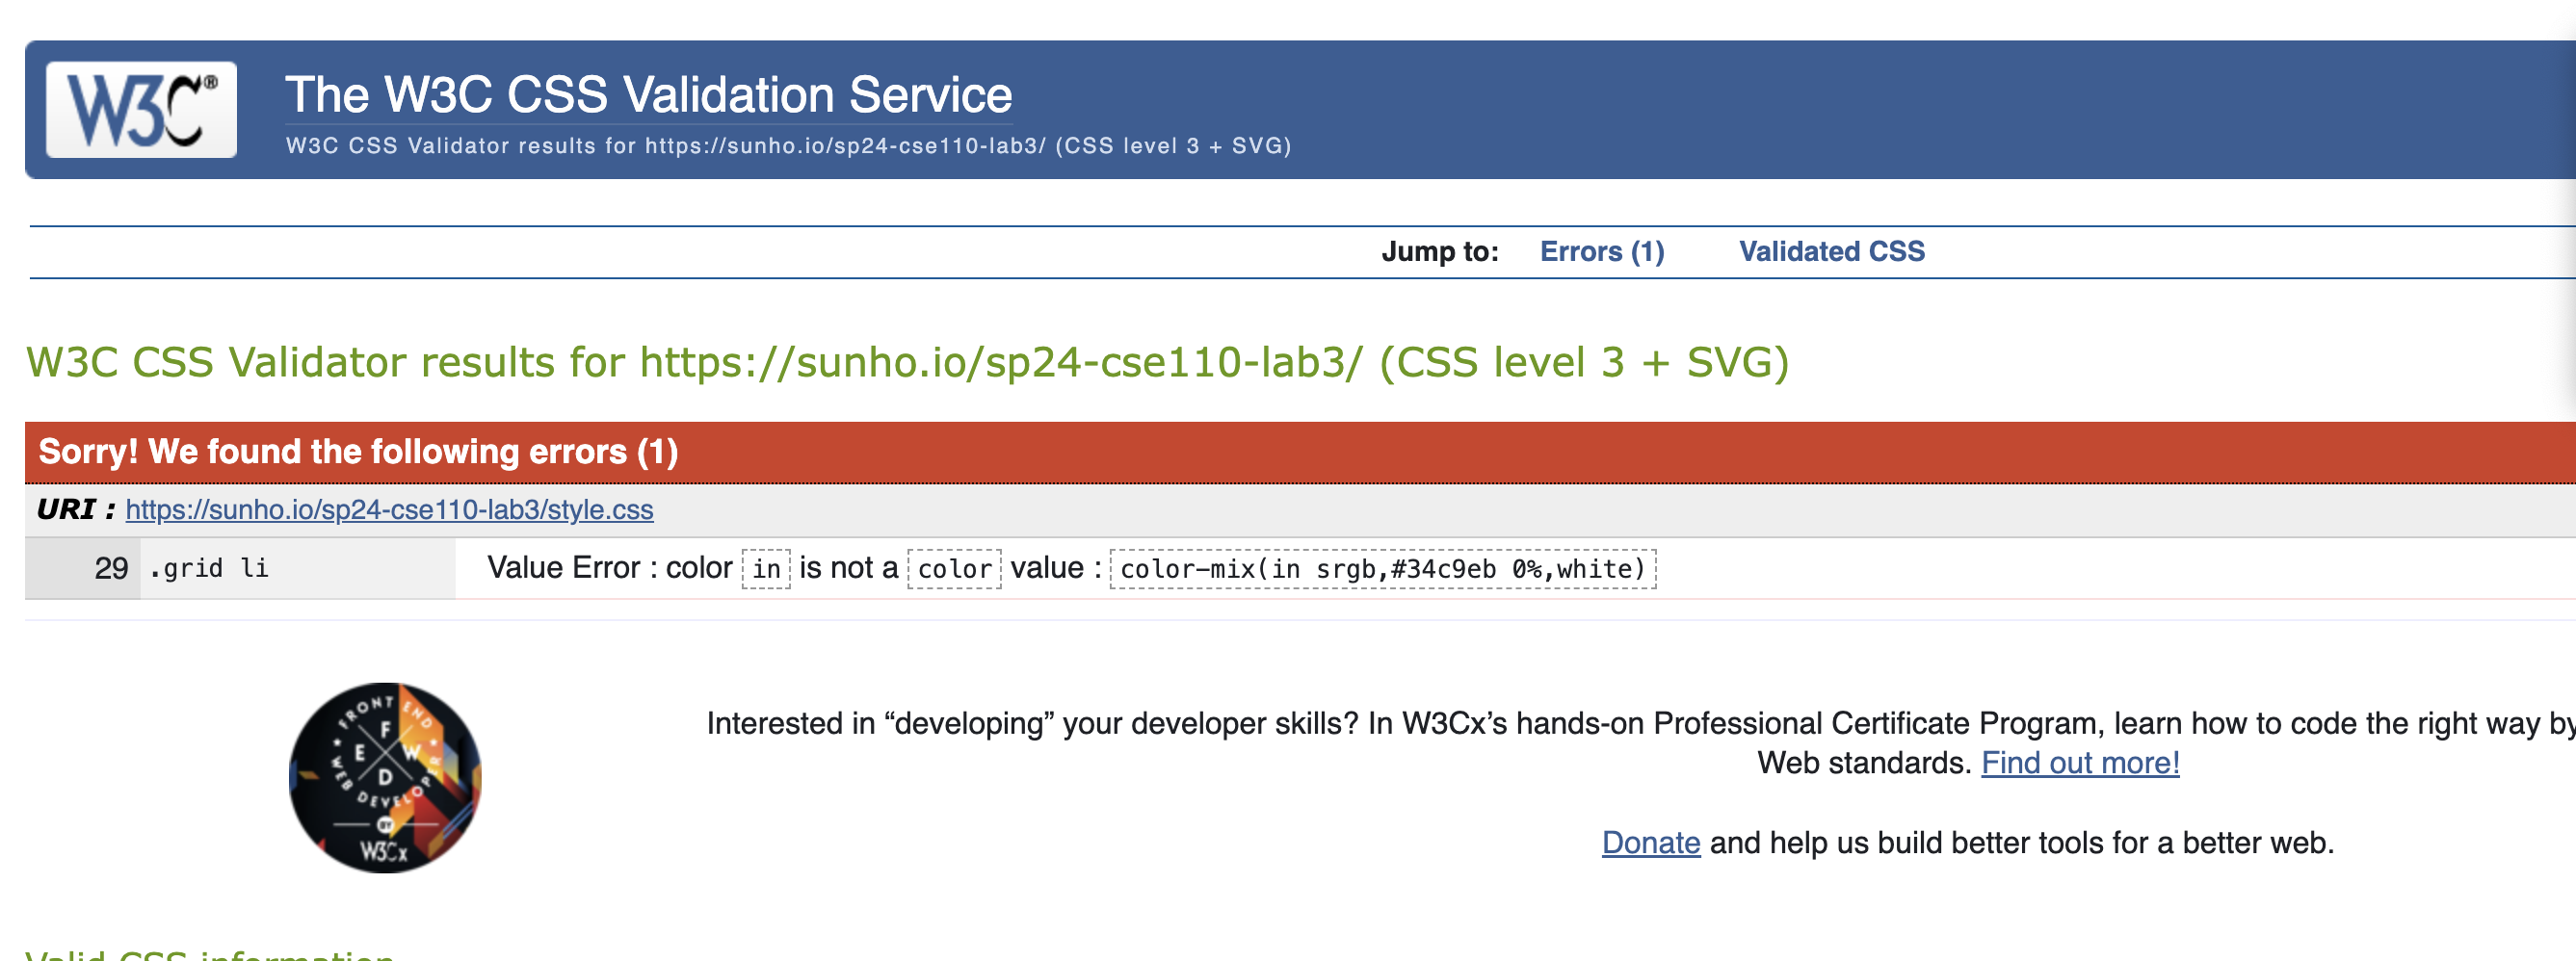 W3C®
The W3C CSS Validation Service
W3C CSS Validator results for https://sunho.io/sp24-cse110-lab3/ (CSS level 3 + SVG)
Jump to: Errors (1) Validated CSS
W3C CSS Validator results for https://sunho.io/sp24-cse110-lab3/ (CSS level 3 + SVG)
Sorry! We found the following errors (1)
URI : https://sunho.io/sp24-cse110-lab3/style.css
29 .grid li Value Error : color in is not a color value : color-mix(in srgb,#34c9eb 0%,white)
FRONT END
F
E W
D
WEB DEVELOPER
BY
W3Cx
Interested in “developing” your developer skills? In W3Cx’s hands-on Professional Certificate Program, learn how to code the right way by
Web standards. Find out more!
Donate and help us build better tools for a better web.
Valid CSS information